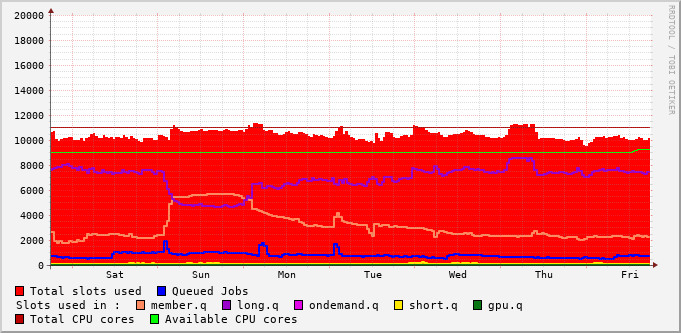 RRDTOOL / TOBI OETIKER
20000
18000
16000
14000
12000
10000
8000
6000
4000
2000
0
Sat Sun Mon Tue Wed Thu Fri
Total slots used Queued Jobs
Slots used in : member.q long.q ondemand.q short.q gpu.q
Total CPU cores Available CPU cores